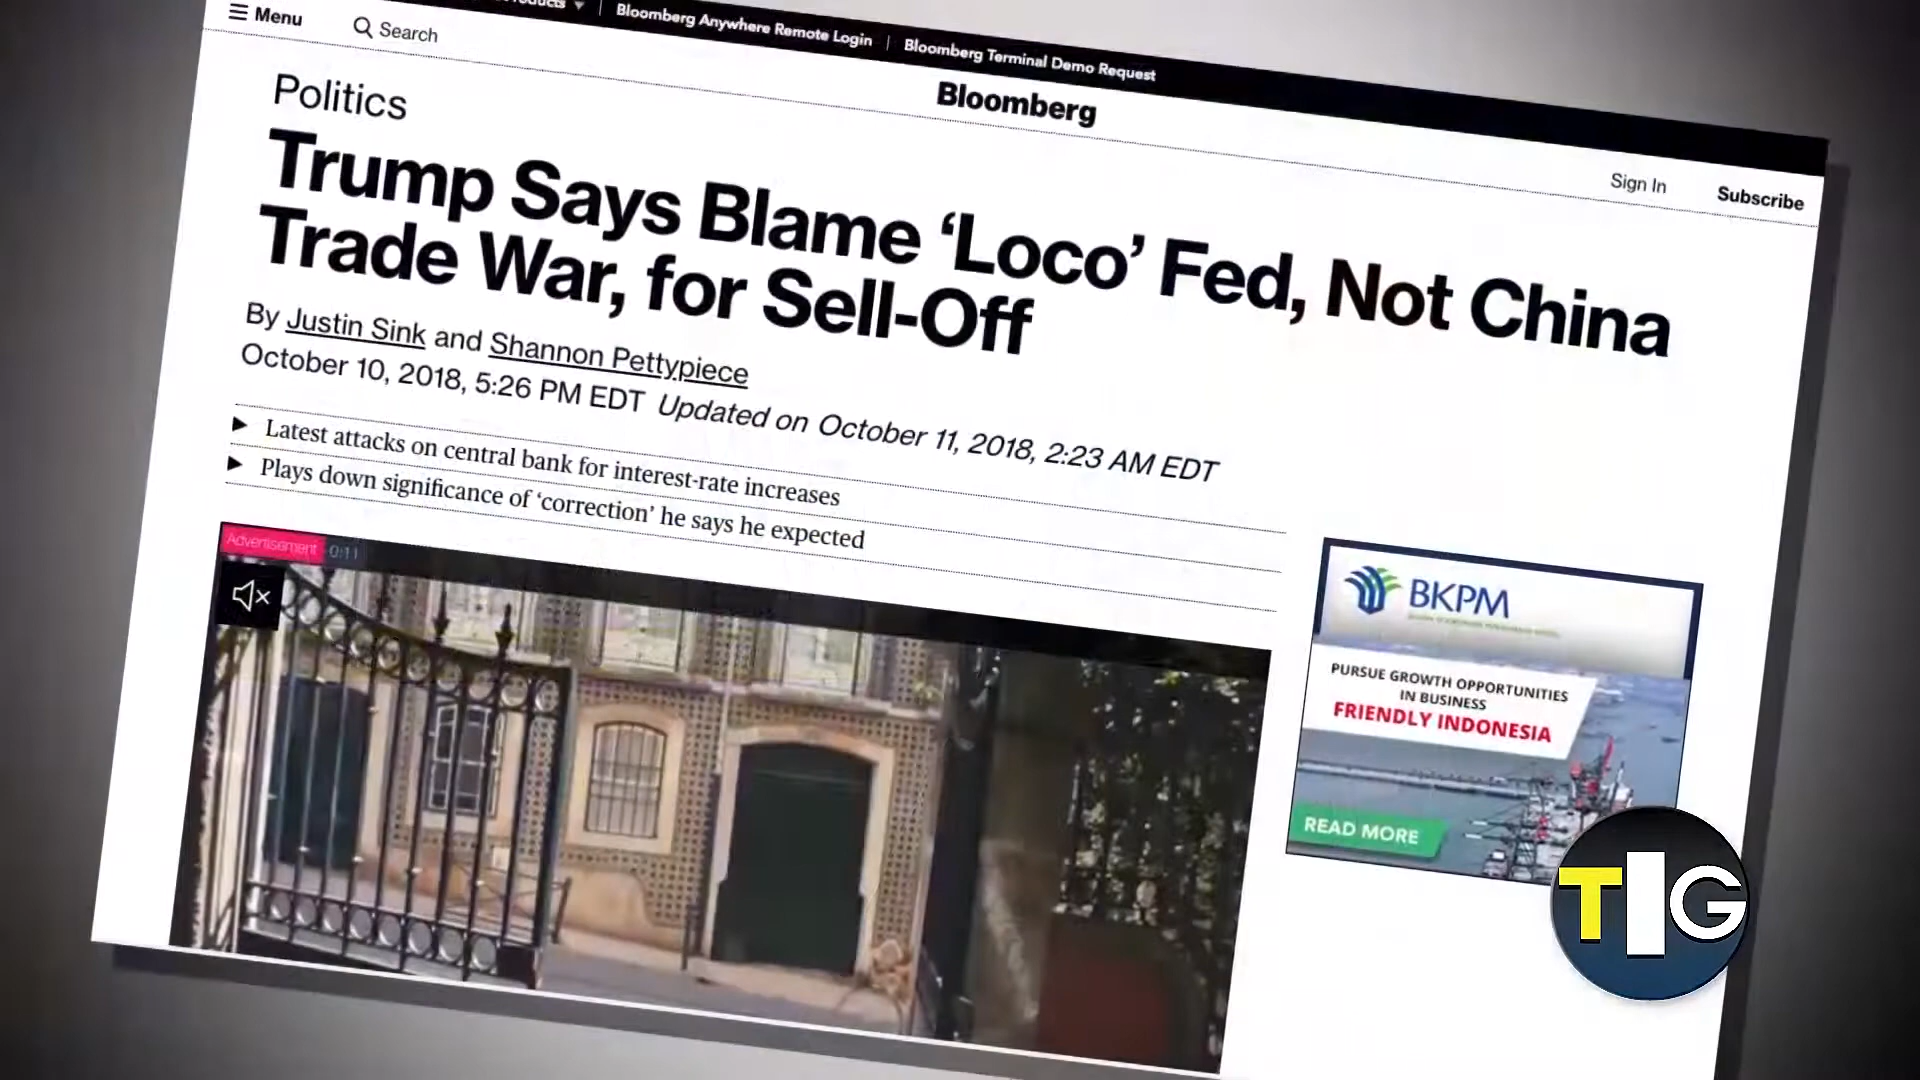 Menu
Search
Bloomberg Anywhere Remote Login
Bloomberg Terminal Demo Request
Bloomberg
Sign In
Subscribe
Politics
Trump Says Blame ‘Loco’ Fed, Not China
Trade War, for Sell-Off
By Justin Sink and Shannon Pettypiece
October 10, 2018, 5:26 PM EDT Updated on October 11, 2018, 2:23 AM EDT
Latest attacks on central bank for interest-rate increases
Plays down significance of ‘correction’ he says he expected
Advertisement 0:11
BKPM
PURSUE GROWTH OPPORTUNITIES
IN BUSINESS
FRIENDLY INDONESIA
READ MORE
TIG